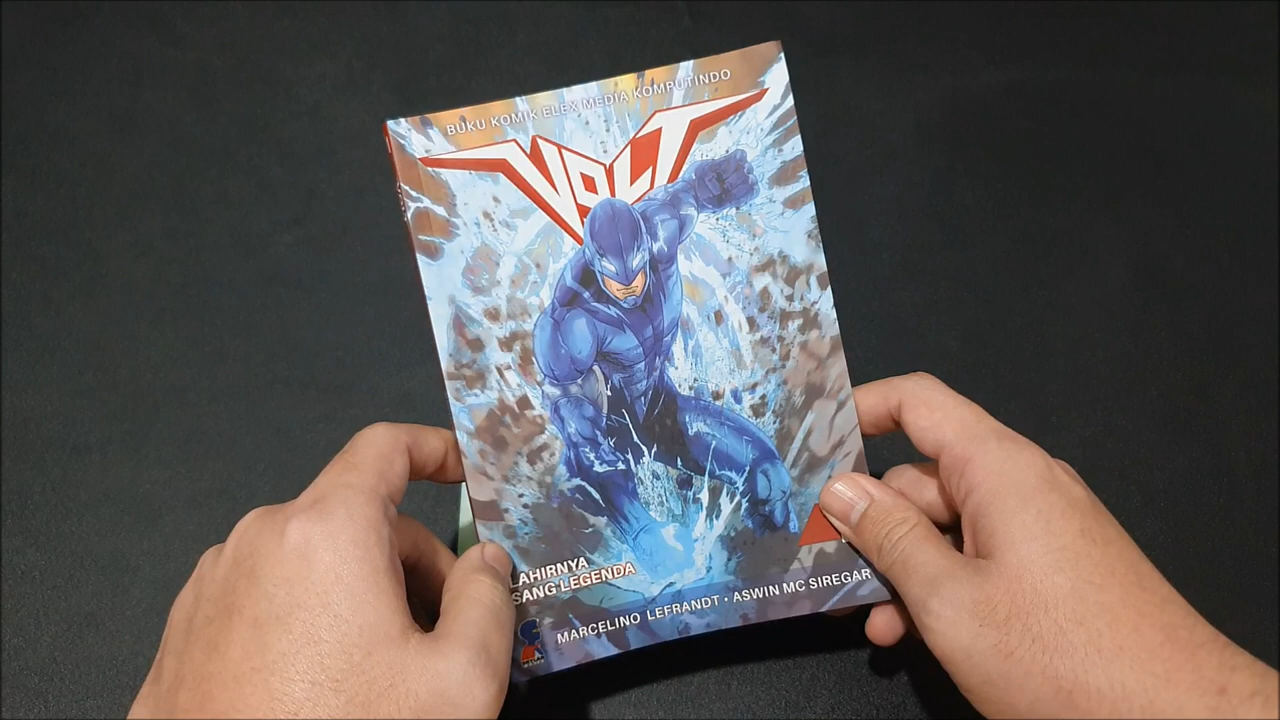 BUKU KOMIK ELEX MEDIA KOMPUTINDO
VOLT
LAHIRNYA
SANG LEGENDA
MARCELINO LEFRANDT • ASWIN MC SIREGAR